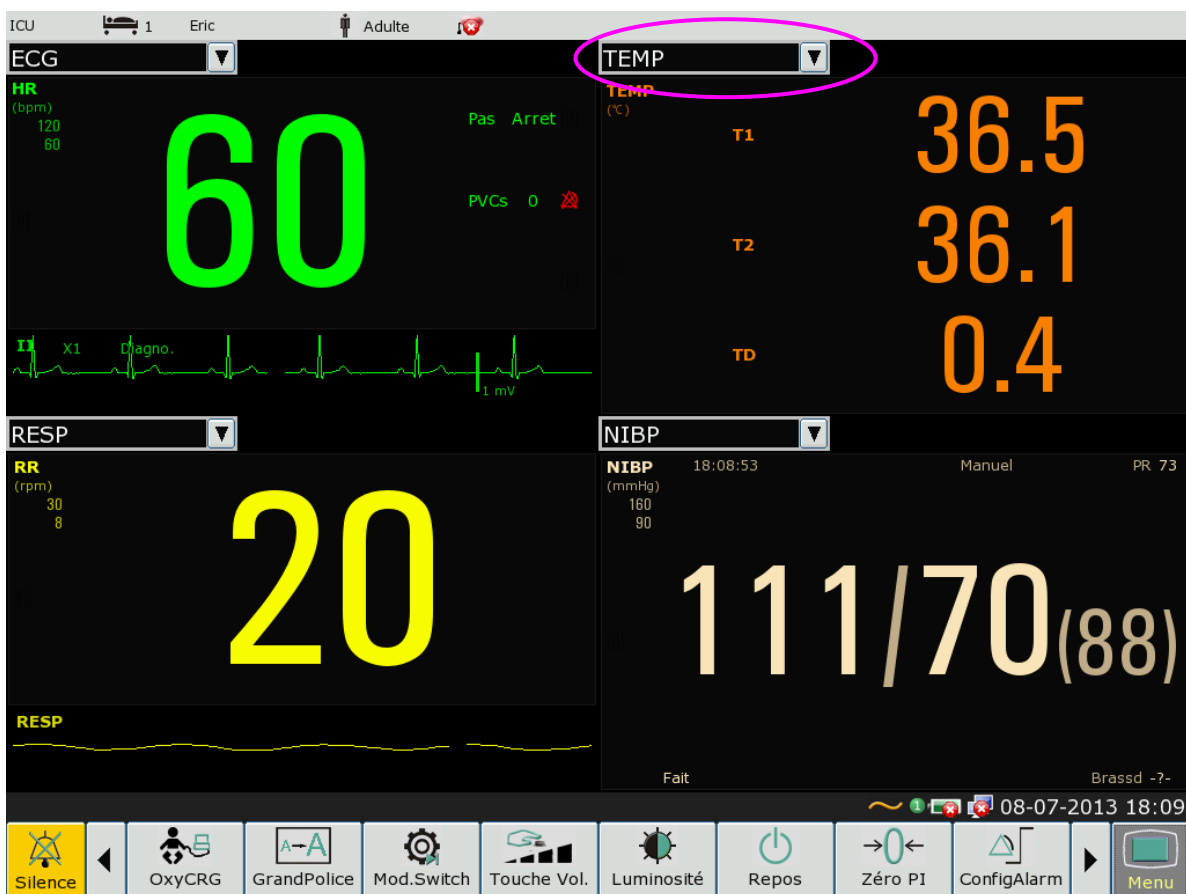 ICU 1 Eric Adulte
ECG
HR
(bpm)
120
60
60
Pas Arret
PVCs 0
II X1 Diagno.
1 mV
TEMP
TEMP
(°C)
T1 36.5
T2 36.1
TD 0.4
RESP
RR
(rpm)
30
8
20
RESP
NIBP
NIBP 18:08:53 Manuel PR 73
(mmHg)
160
90
111/70(88)
Fait Brassd -?-
1 08-07-2013 18:09
Silence OxyCRG A→A GrandPolice Mod.Switch Touche Vol. Luminosité Repos →0← Zéro PI ConfigAlarm Menu